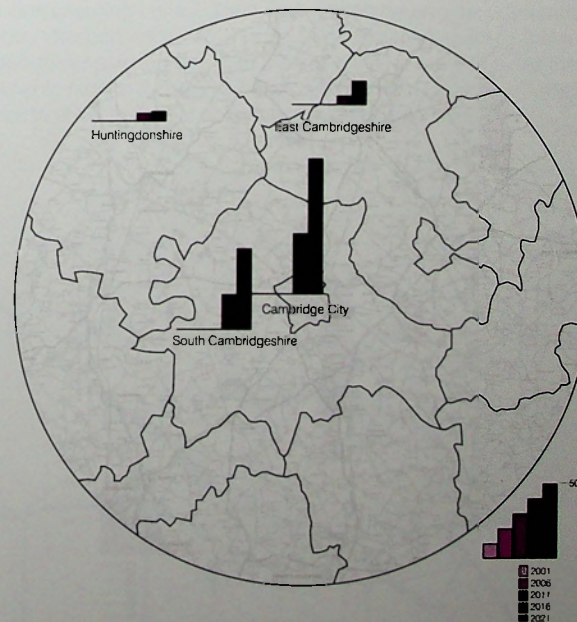 Huntingdonshire
East Cambridgeshire
Cambridge City
South Cambridgeshire
2001
2006
2011
2016
2021